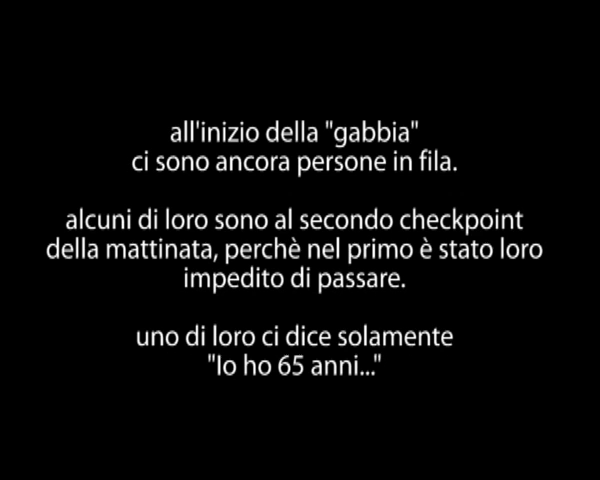 all'inizio della "gabbia"
ci sono ancora persone in fila.
alcuni di loro sono al secondo checkpoint
della mattinata, perchè nel primo è stato loro
impedito di passare.
uno di loro ci dice solamente
"Io ho 65 anni..."